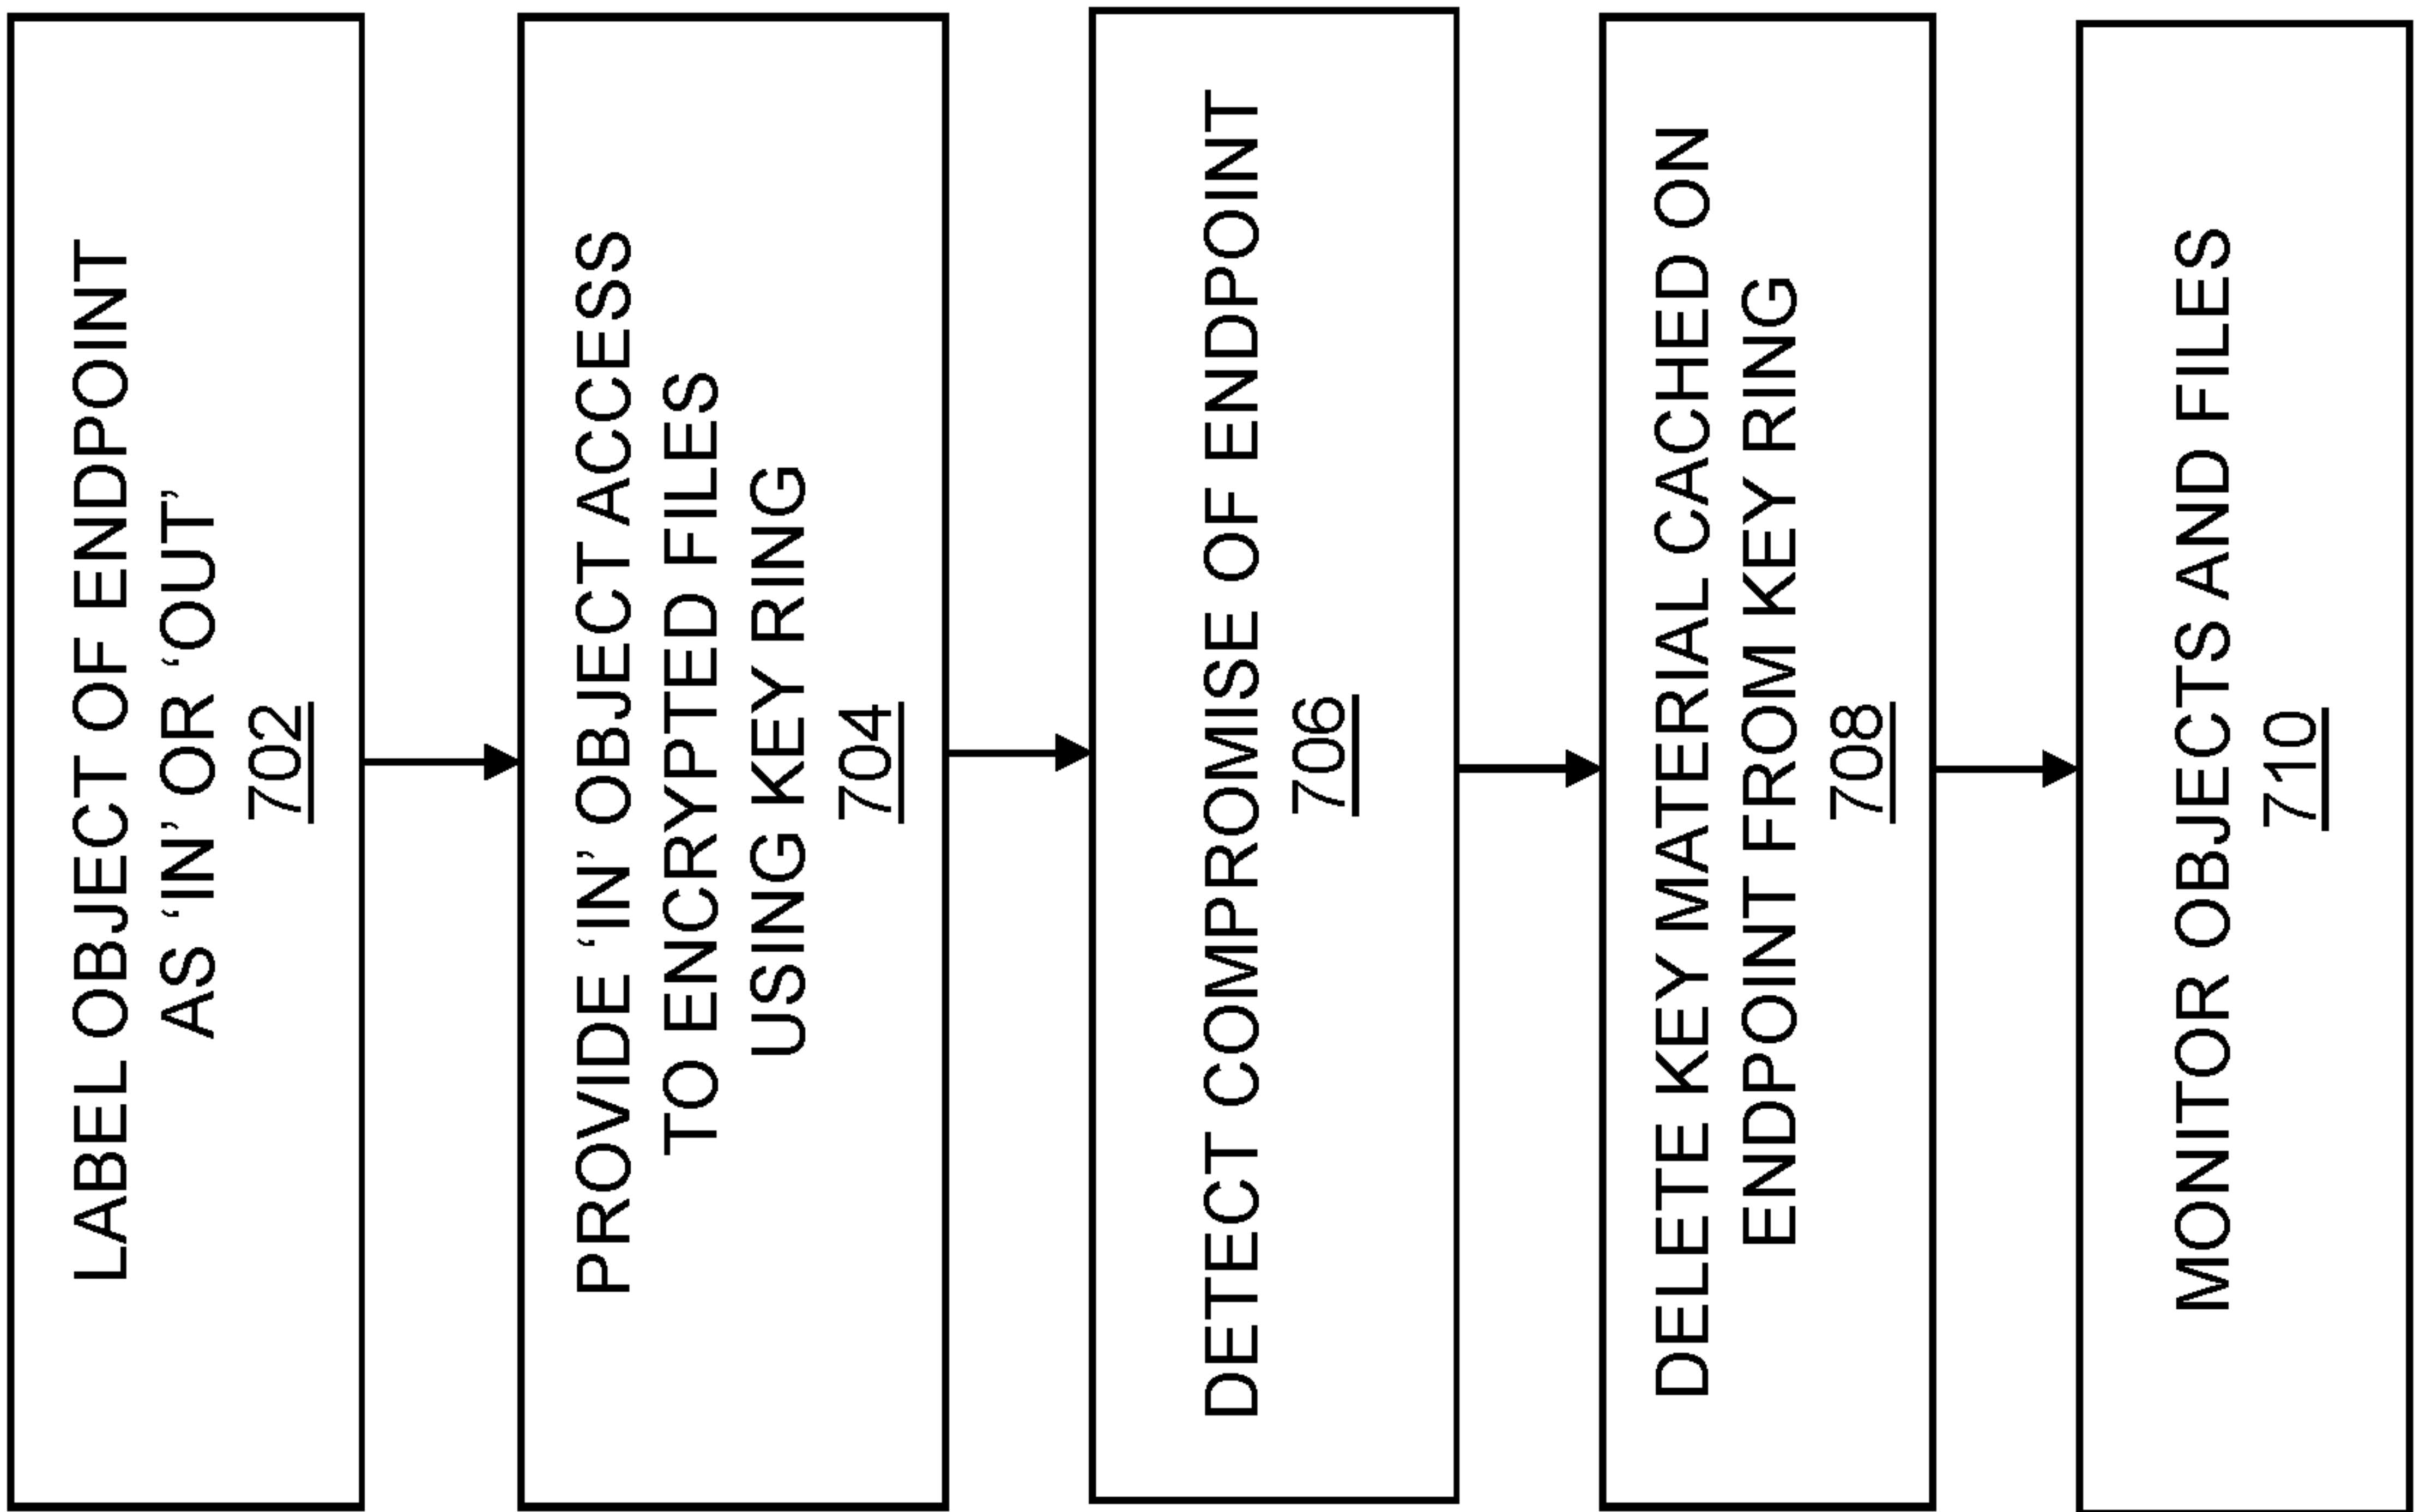 LABEL OBJECT OF ENDPOINT
AS ‘IN’ OR ‘OUT’
702
PROVIDE ‘IN’ OBJECT ACCESS
TO ENCRYPTED FILES
USING KEY RING
704
DETECT COMPROMISE OF ENDPOINT
706
DELETE KEY MATERIAL CACHED ON
ENDPOINT FROM KEY RING
708
MONITOR OBJECTS AND FILES
710